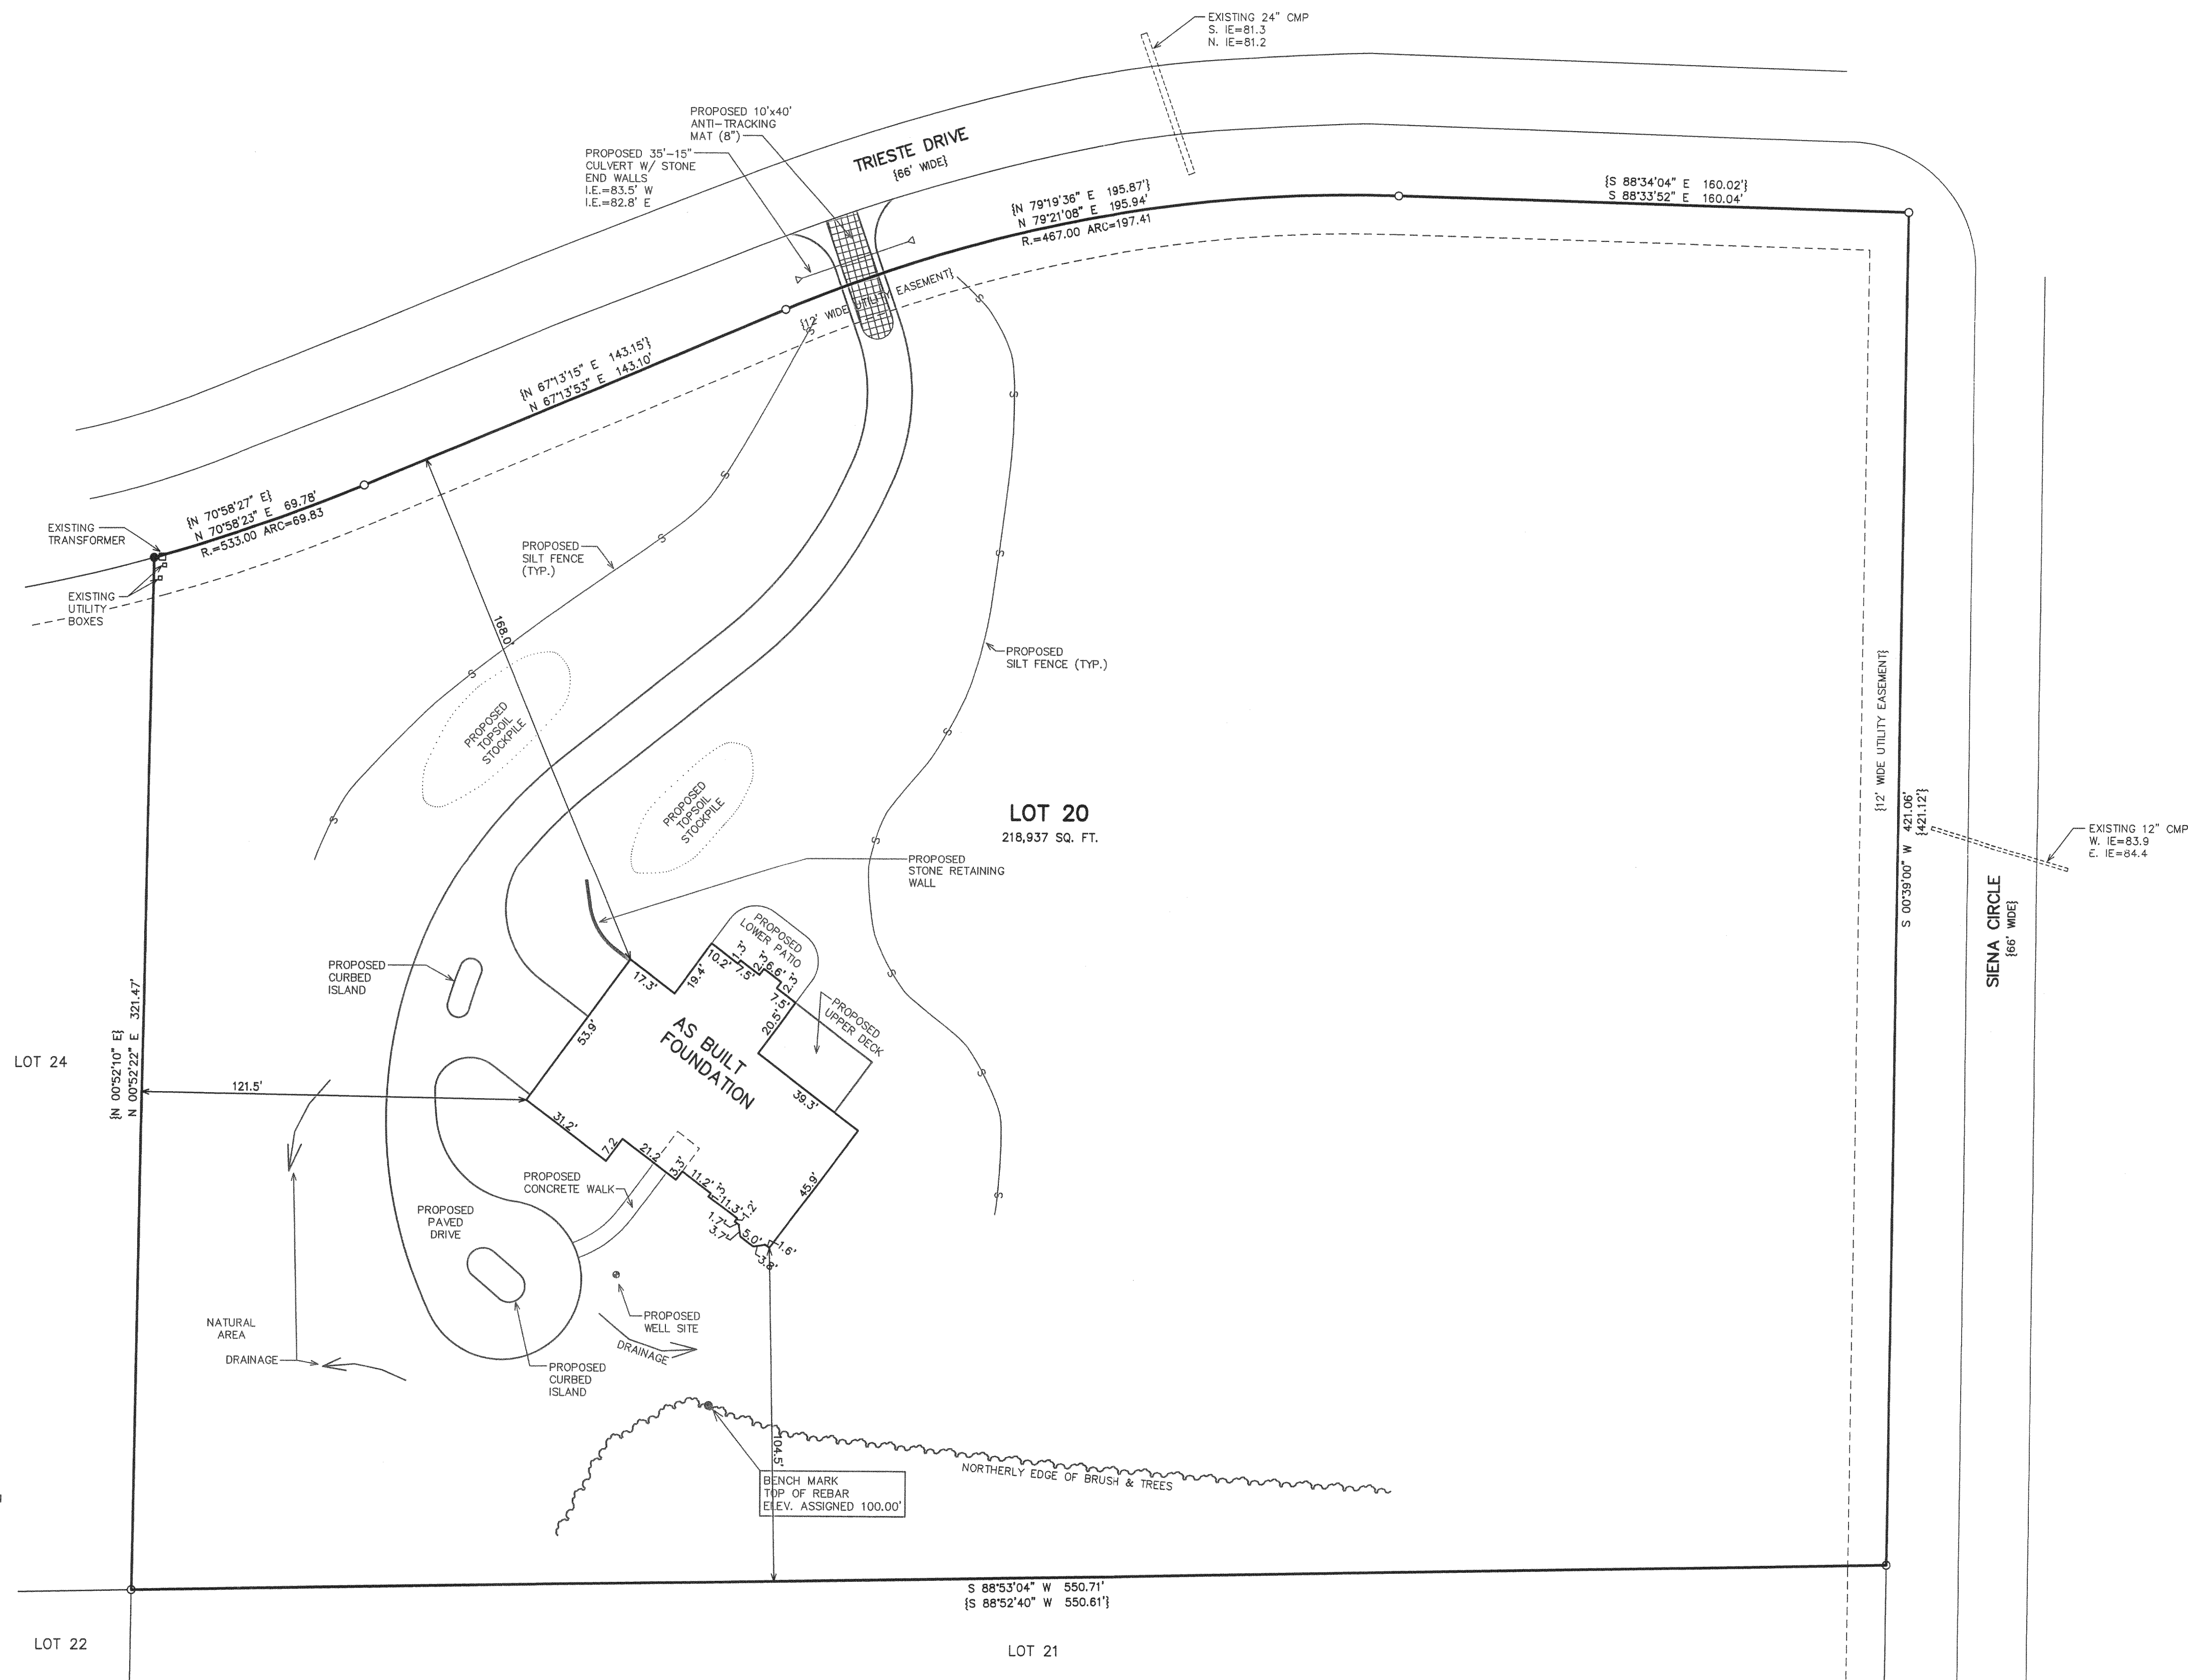 EXISTING 24" CMP
S. IE=81.3
N. IE=81.2
PROPOSED 10'x40'
ANTI-TRACKING
MAT (8")
PROPOSED 35'-15"
CULVERT W/ STONE
END WALLS
I.E.=83.5' W
I.E.=82.8' E
TRIESTE DRIVE
{66' WIDE}
{N 79°19'36" E 195.87'}
N 79°21'08" E 195.94'
R.=467.00 ARC=197.41
{S 88°34'04" E 160.02'}
S 88°33'52" E 160.04'
{12' WIDE UTILITY EASEMENT}
{N 67°13'15" E 143.15'}
N 67°13'53" E 143.10'
{N 70°58'27" E}
N 70°58'23" E 69.78'
R.=533.00 ARC=69.83
EXISTING
TRANSFORMER
EXISTING
UTILITY
BOXES
PROPOSED
SILT FENCE
(TYP.)
S
S
S
S
S
S
S
S
S
S
S
S
S
S
168.0'
PROPOSED
SILT FENCE (TYP.)
PROPOSED
TOPSOIL
STOCKPILE
PROPOSED
TOPSOIL
STOCKPILE
LOT 20
218,937 SQ. FT.
{12' WIDE UTILITY EASEMENT}
S 00°39'00" W 421.06'
{421.12'}
EXISTING 12" CMP
W. IE=83.9
E. IE=84.4
SIENA CIRCLE
{66' WIDE}
PROPOSED
STONE RETAINING
WALL
PROPOSED
LOWER PATIO
PROPOSED
CURBED
ISLAND
17.3'
19.4'
10.2'
1.3'
7.5'
2.3'
6.6'
2.3'
7.5'
20.5'
PROPOSED
UPPER DECK
53.9'
AS BUILT
FOUNDATION
39.3'
LOT 24
{N 00°52'10" E}
N 00°52'22" E 321.47'
121.5'
31.2'
7.2
21.2
3.3'
11.2'
11.3'
1.2'
1.7'
3.7'
5.0'
3.8'
1.6'
45.9'
PROPOSED
CONCRETE WALK
PROPOSED
PAVED
DRIVE
PROPOSED
WELL SITE
DRAINAGE
NATURAL
AREA
DRAINAGE
PROPOSED
CURBED
ISLAND
104.5'
BENCH MARK
TOP OF REBAR
ELEV. ASSIGNED 100.00'
NORTHERLY EDGE OF BRUSH & TREES
S 88°53'04" W 550.71'
{S 88°52'40" W 550.61'}
LOT 22
LOT 21